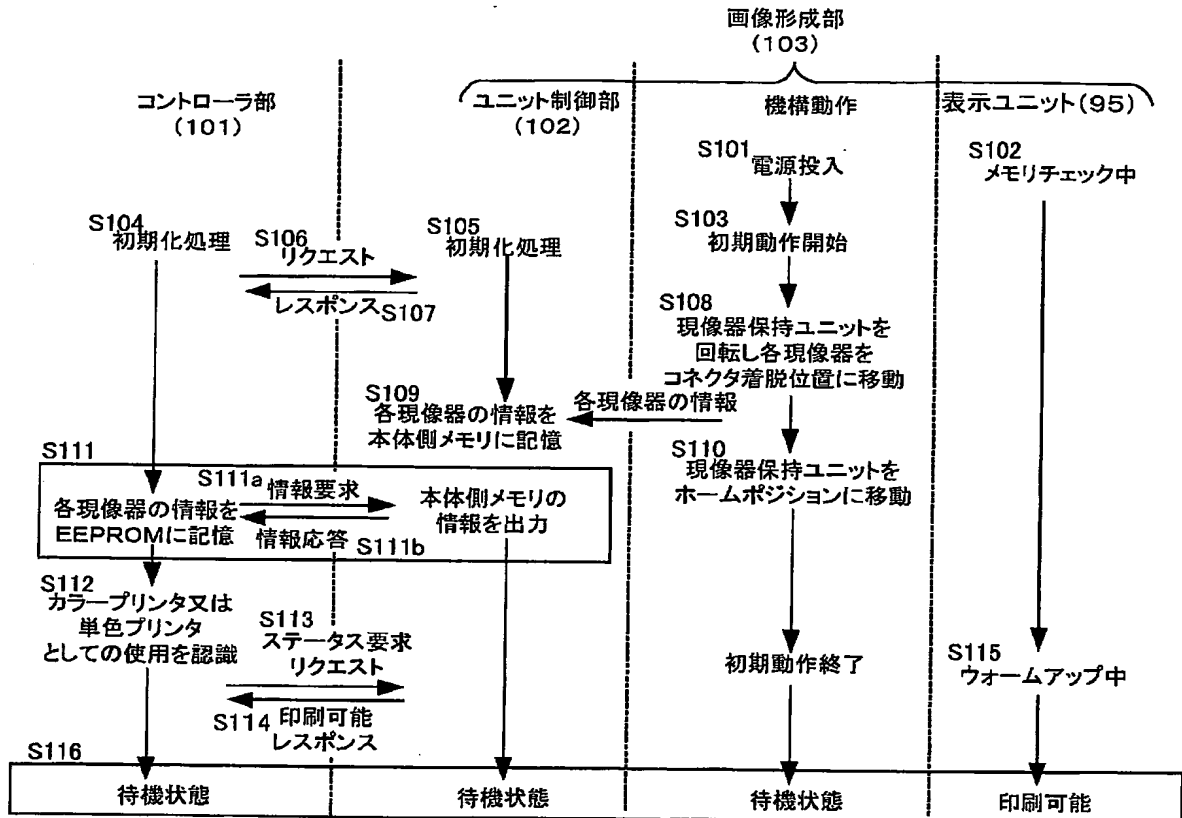 画像形成部
(103)
コントローラ部
(101)
ユニット制御部
(102)
機構動作
表示ユニット(95)
S101
電源投入
S102
メモリチェック中
S103
初期動作開始
S104
初期化処理
S105
初期化処理
S106
リクエスト
レスポンス
S107
S108
現像器保持ユニットを
回転し各現像器を
コネクタ着脱位置に移動
S109
各現像器の情報を
本体側メモリに記憶
各現像器の情報
S110
現像器保持ユニットを
ホームポジションに移動
S111
S111a
情報要求
各現像器の情報を
EEPROMに記憶
本体側メモリの
情報を出力
情報応答
S111b
S112
カラープリンタ又は
単色プリンタ
としての使用を認識
S113
ステータス要求
リクエスト
S114
印刷可能
レスポンス
初期動作終了
S115
ウォームアップ中
S116
待機状態
待機状態
待機状態
印刷可能